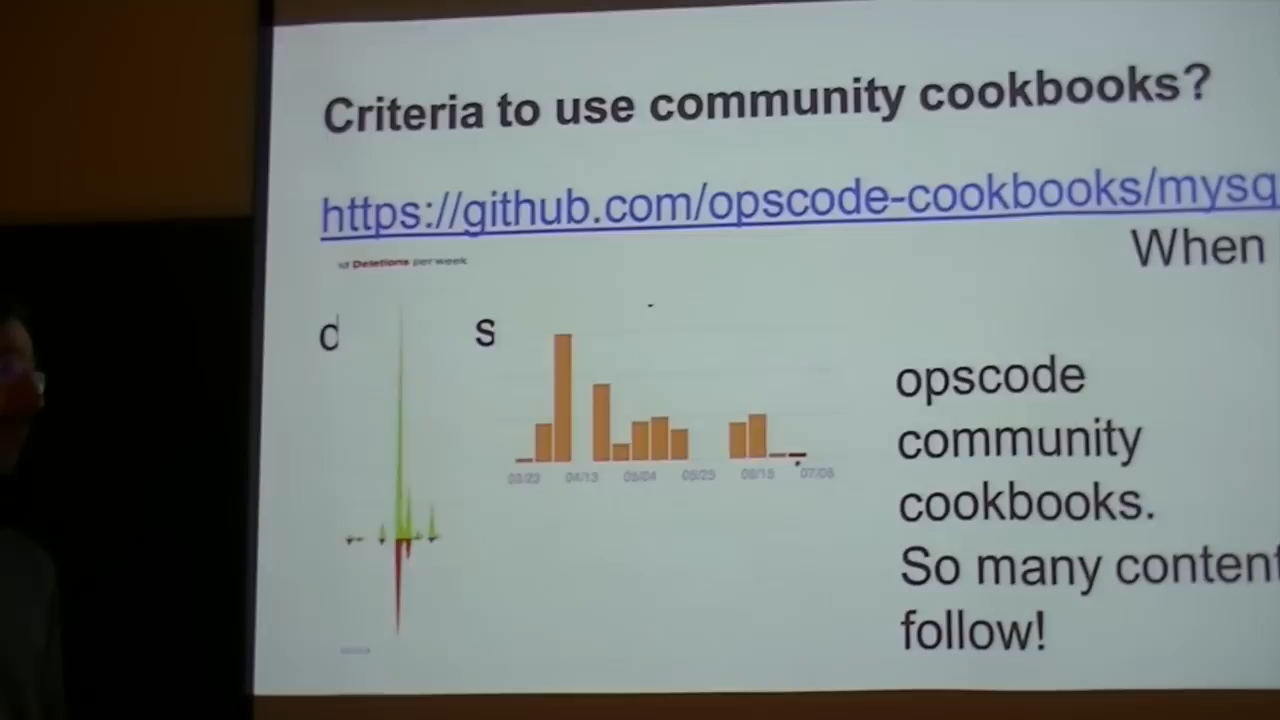 Criteria to use community cookbooks?
https://github.com/opscode-cookbooks/mysq
When
Deletions per week
c s
03/23 04/13 05/04 05/25 06/15 07/06
opscode
community
cookbooks.
So many content
follow!